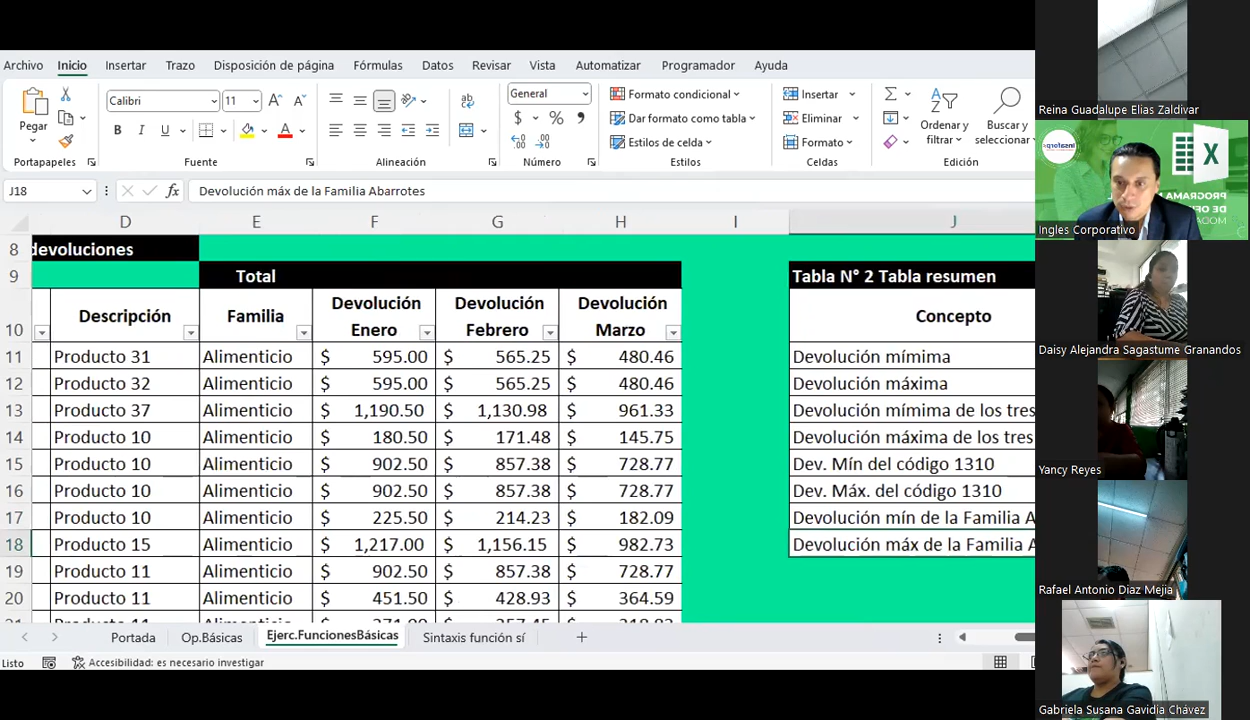 Archivo Inicio Insertar Trazo Disposición de página Fórmulas Datos Revisar Vista Automatizar Programador Ayuda
Pegar
Portapapeles
Calibri 11
N K S
Fuente
Alineación
General
$ % 9
Número
Formato condicional
Dar formato como tabla
Estilos de celda
Estilos
Insertar
Eliminar
Formato
Celdas
Ordenar y filtrar
Buscar y seleccionar
Edición
J18 fx Devolución máx de la Familia Abarrotes
D E F G H I J
8 devoluciones
9 Total Tabla N° 2 Tabla resumen
10 Descripción Familia Devolución Enero Devolución Febrero Devolución Marzo Concepto
11 Producto 31 Alimenticio $ 595.00 $ 565.25 $ 480.46 Devolución mímima
12 Producto 32 Alimenticio $ 595.00 $ 565.25 $ 480.46 Devolución máxima
13 Producto 37 Alimenticio $ 1,190.50 $ 1,130.98 $ 961.33 Devolución mímima de los tres
14 Producto 10 Alimenticio $ 180.50 $ 171.48 $ 145.75 Devolución máxima de los tres
15 Producto 10 Alimenticio $ 902.50 $ 857.38 $ 728.77 Dev. Mín del código 1310
16 Producto 10 Alimenticio $ 902.50 $ 857.38 $ 728.77 Dev. Máx. del código 1310
17 Producto 10 Alimenticio $ 225.50 $ 214.23 $ 182.09 Devolución mín de la Familia A
18 Producto 15 Alimenticio $ 1,217.00 $ 1,156.15 $ 982.73 Devolución máx de la Familia A
19 Producto 11 Alimenticio $ 902.50 $ 857.38 $ 728.77
20 Producto 11 Alimenticio $ 451.50 $ 428.93 $ 364.59
Portada Op.Básicas Ejerc.FuncionesBásicas Sintaxis función sí
Listo Accesibilidad: es necesario investigar
Reina Guadalupe Elias Zaldivar
Ingles Corporativo
Daisy Alejandra Sagastume Granandos
Yancy Reyes
Rafael Antonio Diaz Mejia
Gabriela Susana Gavidia Chávez